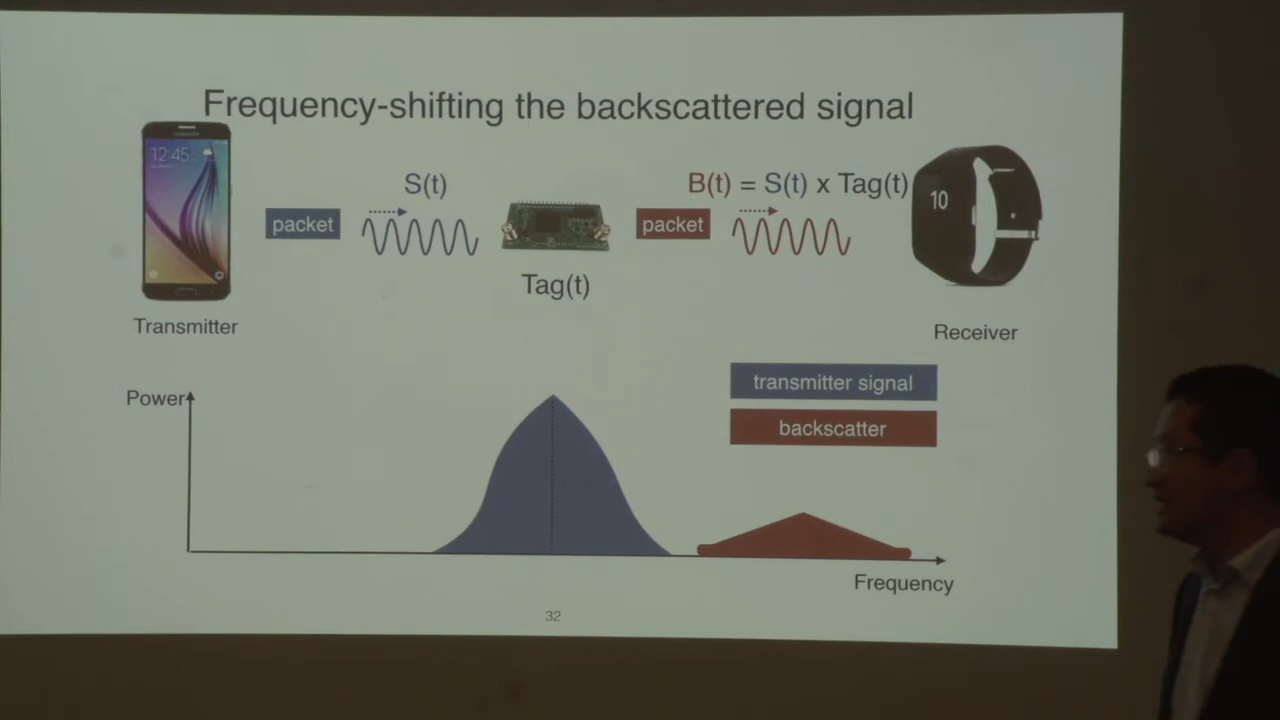 Frequency-shifting the backscattered signal
12:45
S(t)
B(t) = S(t) x Tag(t)
packet
packet
10
Tag(t)
Transmitter
Receiver
transmitter signal
Power
backscatter
Frequency
32